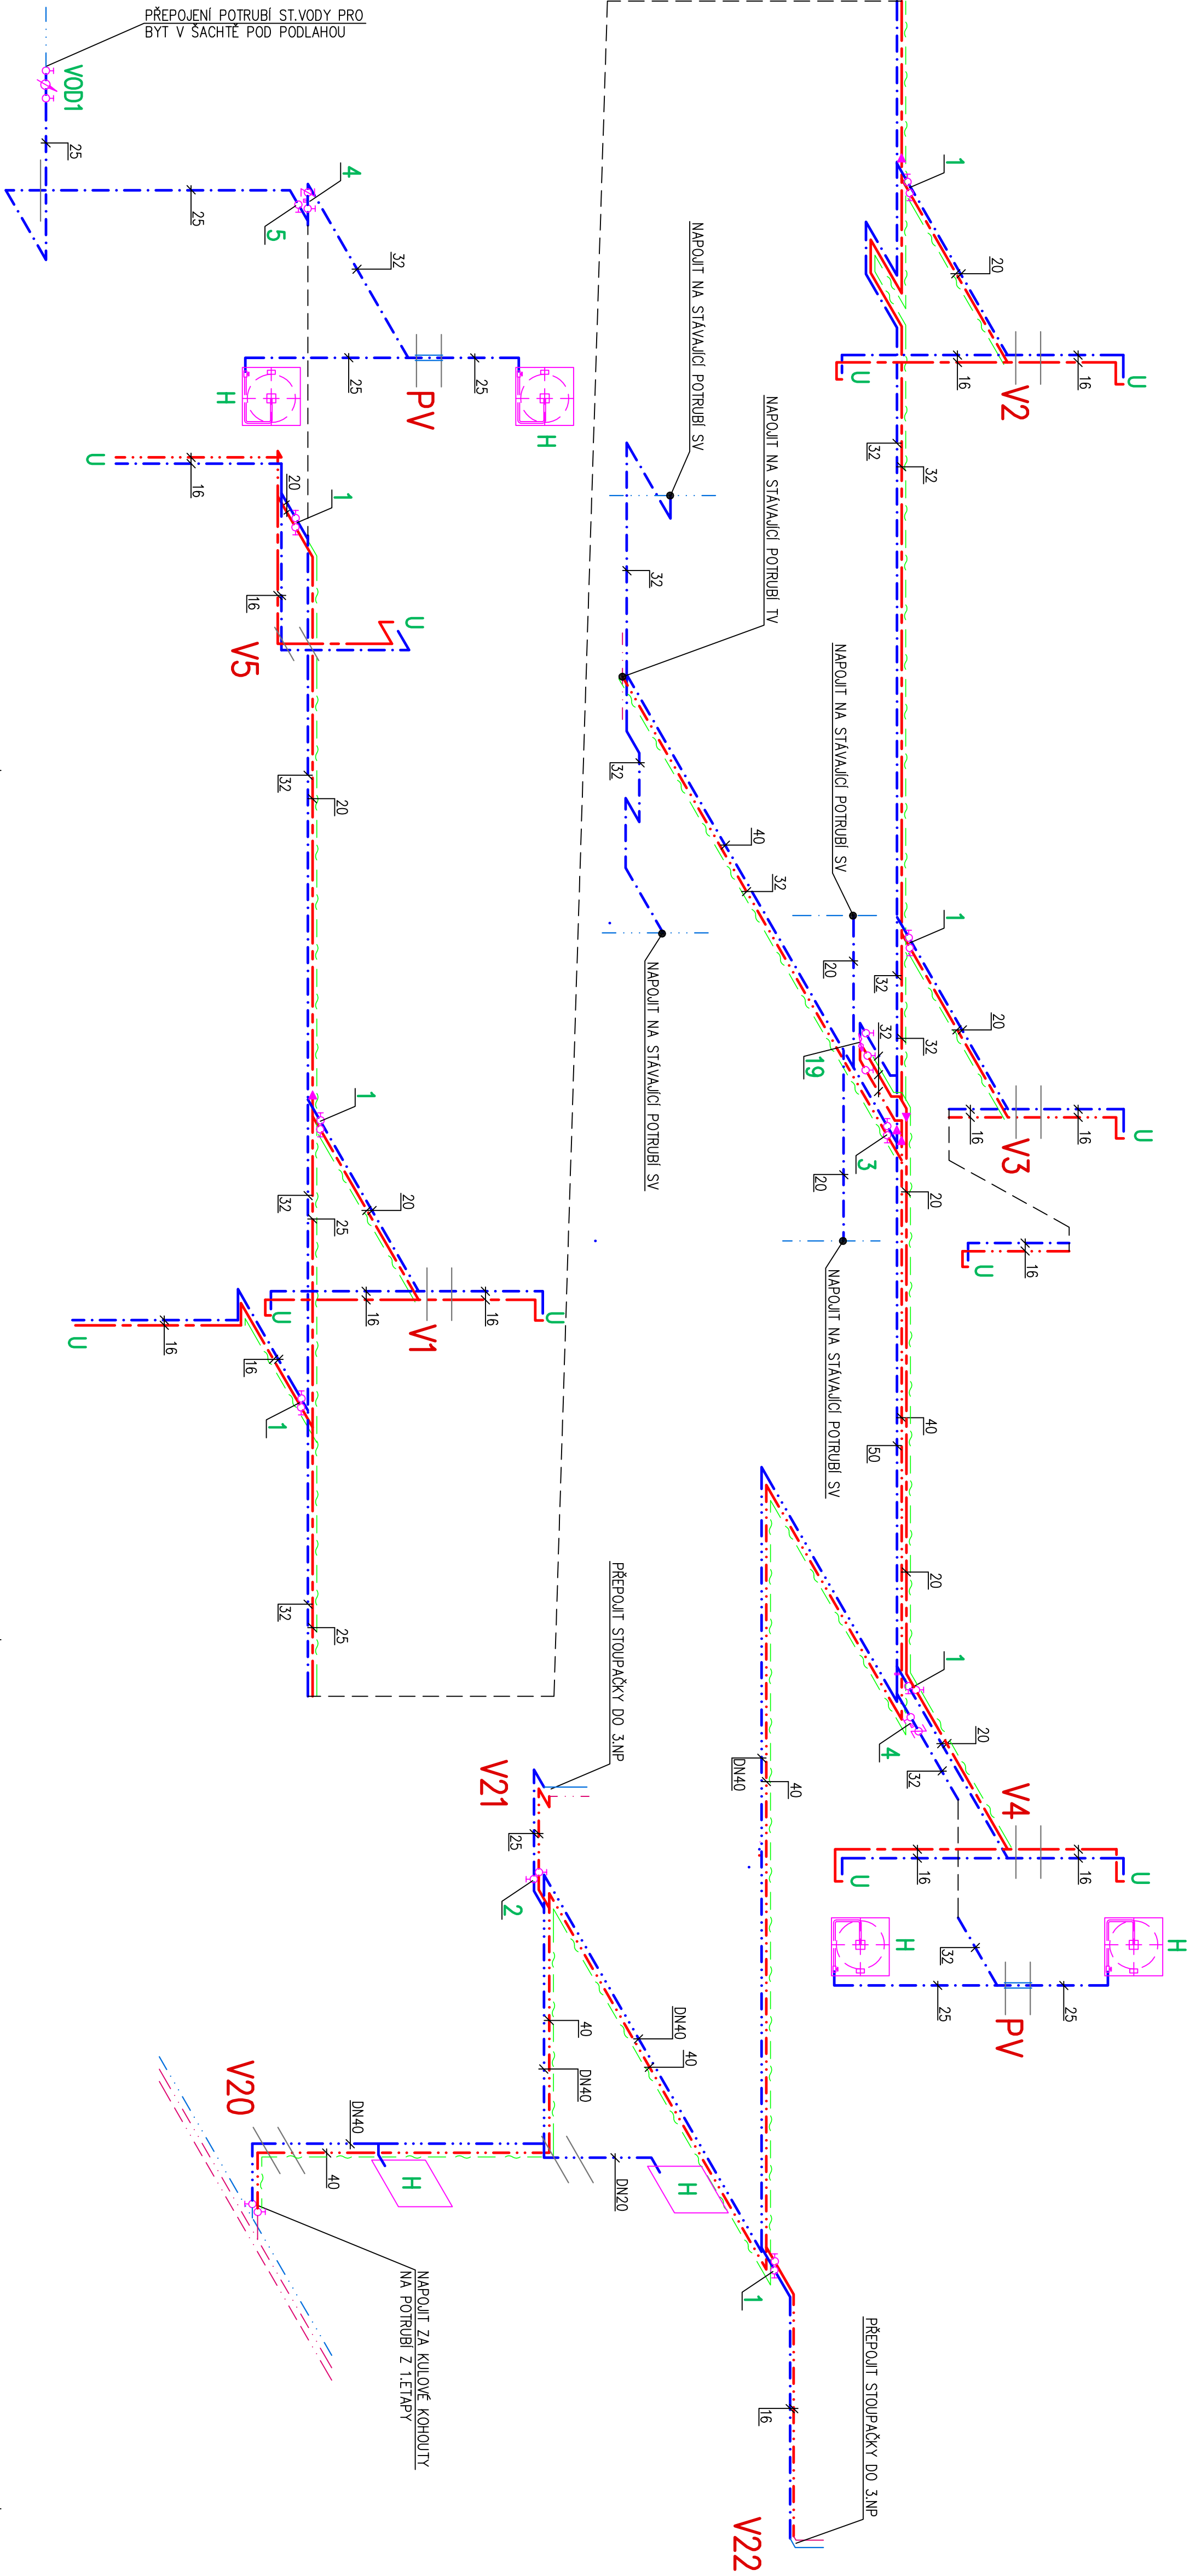 PŘEPOJENÍ POTRUBÍ ST.VODY PRO
BYT V ŠACHTĚ POD PODLAHOU
VOD1
25
25
4
5
32
25
25
H
H
PV
1
20
16
16
U
U
V2
32
32
NAPOJIT NA STÁVAJÍCÍ POTRUBÍ SV
NAPOJIT NA STÁVAJÍCÍ POTRUBÍ TV
NAPOJIT NA STÁVAJÍCÍ POTRUBÍ SV
32
32
NAPOJIT NA STÁVAJÍCÍ POTRUBÍ SV
40
32
20
32
19
3
20
NAPOJIT NA STÁVAJÍCÍ POTRUBÍ SV
U
16
20
1
16
U
V5
32
20
1
20
32
25
16
16
U
U
V1
16
16
U
1
32
25
1
32
32
20
16
16
U
V3
16
U
20
40
50
20
1
4
20
32
V4
16
16
U
U
H
H
32
25
25
PV
DN40
40
PŘEPOJIT STOUPAČKY DO 3.NP
V21
25
2
40
DN40
DN40
40
DN20
H
H
DN40
40
V20
NAPOJIT ZA KULOVÉ KOHOUTY
NA POTRUBÍ Z 1.ETAPY
1
16
PŘEPOJIT STOUPAČKY DO 3.NP
V22